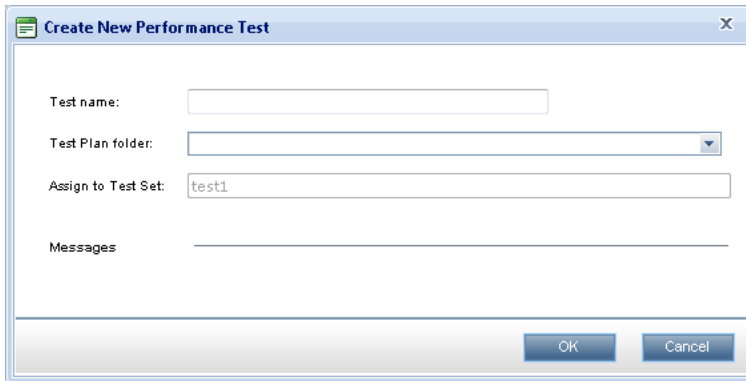 Create New Performance Test
x
Test name:
Test Plan folder:
Assign to Test Set: test1
Messages
OK Cancel